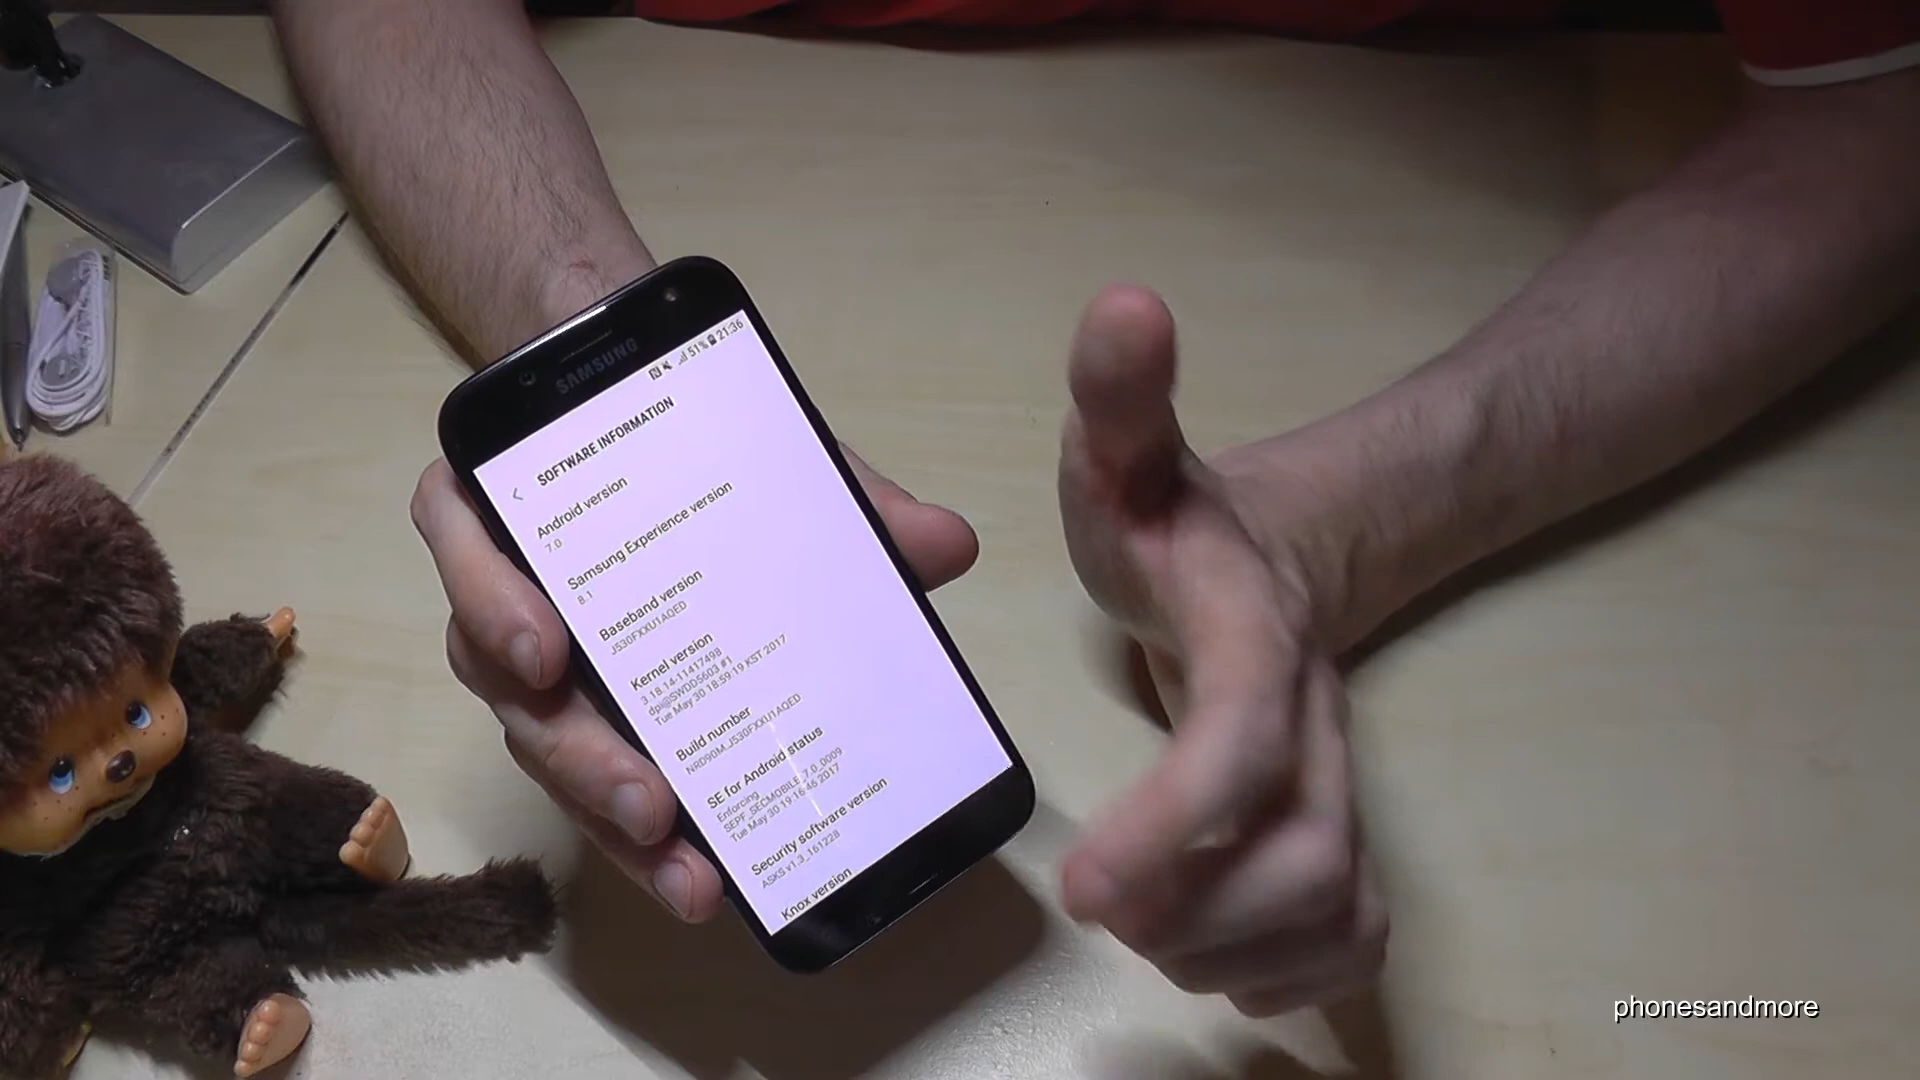 SAMSUNG
51% 21:36
SOFTWARE INFORMATION
Android version
7.0
Samsung Experience version
8.1
Baseband version
J530FXXU1AQED
Kernel version
3.18.14-11417498
dpi@SWDD5603 #1
Tue May 30 18:59:19 KST 2017
Build number
NRD90M.J530FXXU1AQED
SE for Android status
Enforcing
SEPF_SECMOBILE_7.0_0009
Tue May 30 19:16:46 2017
Security software version
ASKS v1.3_161228
Knox version
phonesandmore